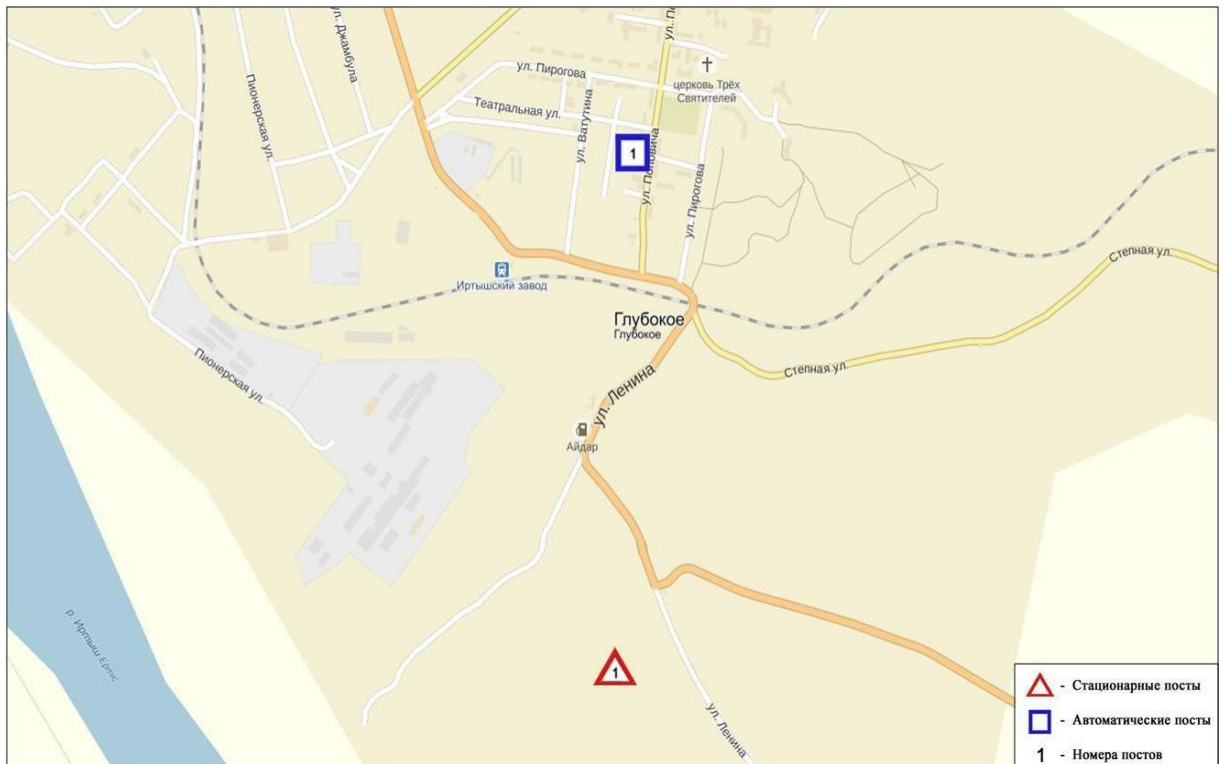 ул. Джамбула
Пионерская ул.
ул. Пирогова
Театральная ул.
ул. Ватутина
церковь Трёх
Святителей
1
ул. Поповича
ул. Пирогова
Степная ул.
Иртышский завод
Глубокое
Глубокое
Степная ул.
Пионерская ул.
ул. Ленина
Айдар
р. Иртыш-Ертіс
1
ул. Ленина
- Стационарные посты
- Автоматические посты
1 - Номера постов